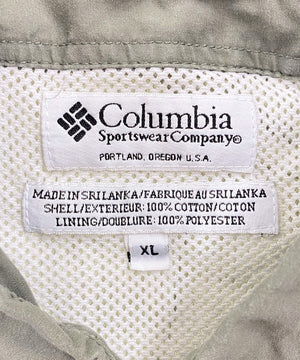 Columbia
Sportswear Company®
PORTLAND, OREGON U.S.A.
MADE IN SRI LANKA/FABRIQUE AU SRI LANKA
SHELL/EXTERIEUR: 100% COTTON/COTON
LINING/DOUBLURE: 100% POLYESTER
XL